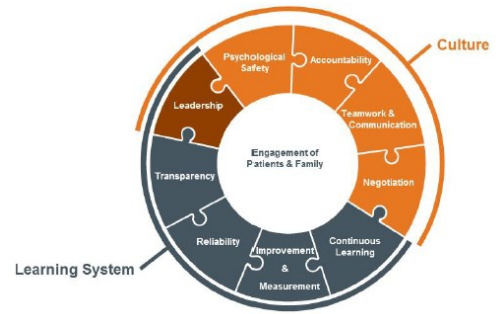 Culture
Psychological
Safety
Accountability
Leadership
Teamwork
& Communication
Engagement of
Patients & Family
Transparency
Negotiation
Reliability
Improvement
&
Measurement
Continuous
Learning
Learning System